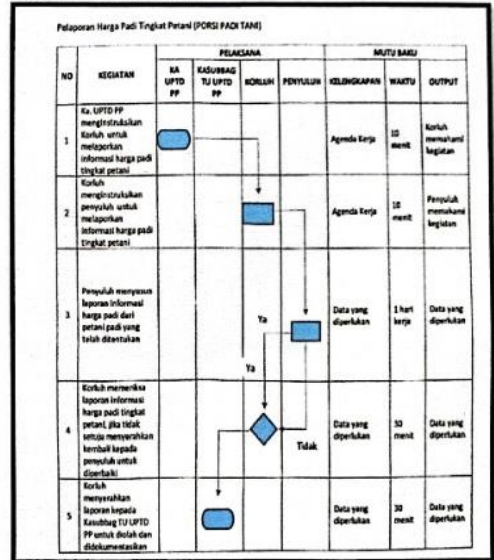 Pelaporan Harga Padi Tingkat Petani (PORSI PADI TANI)
PELAKSANA
MUTU BAKU
NO
KEGIATAN
KA
UPTD
PP
KASUBBAG
TU UPTD
PP
KORLUH
PENYULUH
KELENGKAPAN
WAKTU
OUTPUT
1
Ka. UPTD PP
menginstruksikan
Korluh untuk
melaporkan
informasi harga padi
tingkat petani
Agenda Kerja
10
menit
Korluh
memahami
kegiatan
2
Korluh
menginstruksikan
penyuluh untuk
melaporkan
informasi harga padi
tingkat petani
Agenda Kerja
10
menit
Penyuluh
memahami
kegiatan
3
Penyuluh menyusun
laporan informasi
harga padi dari
petani padi yang
telah ditentukan
Ya
Data yang
diperlukan
1 hari
kerja
Data yang
diperlukan
Ya
4
Korluh memeriksa
laporan informasi
harga padi tingkat
petani, jika tidak
setuju menyerahkan
kembali kepada
penyuluh untuk
diperbaiki
Tidak
Data yang
diperlukan
30
menit
Data yang
diperlukan
5
Korluh
menyerahkan
laporan kepada
Kasubbag TU UPTD
PP untuk diolah dan
didokumentasikan
Data yang
diperlukan
30
menit
Data yang
diperlukan